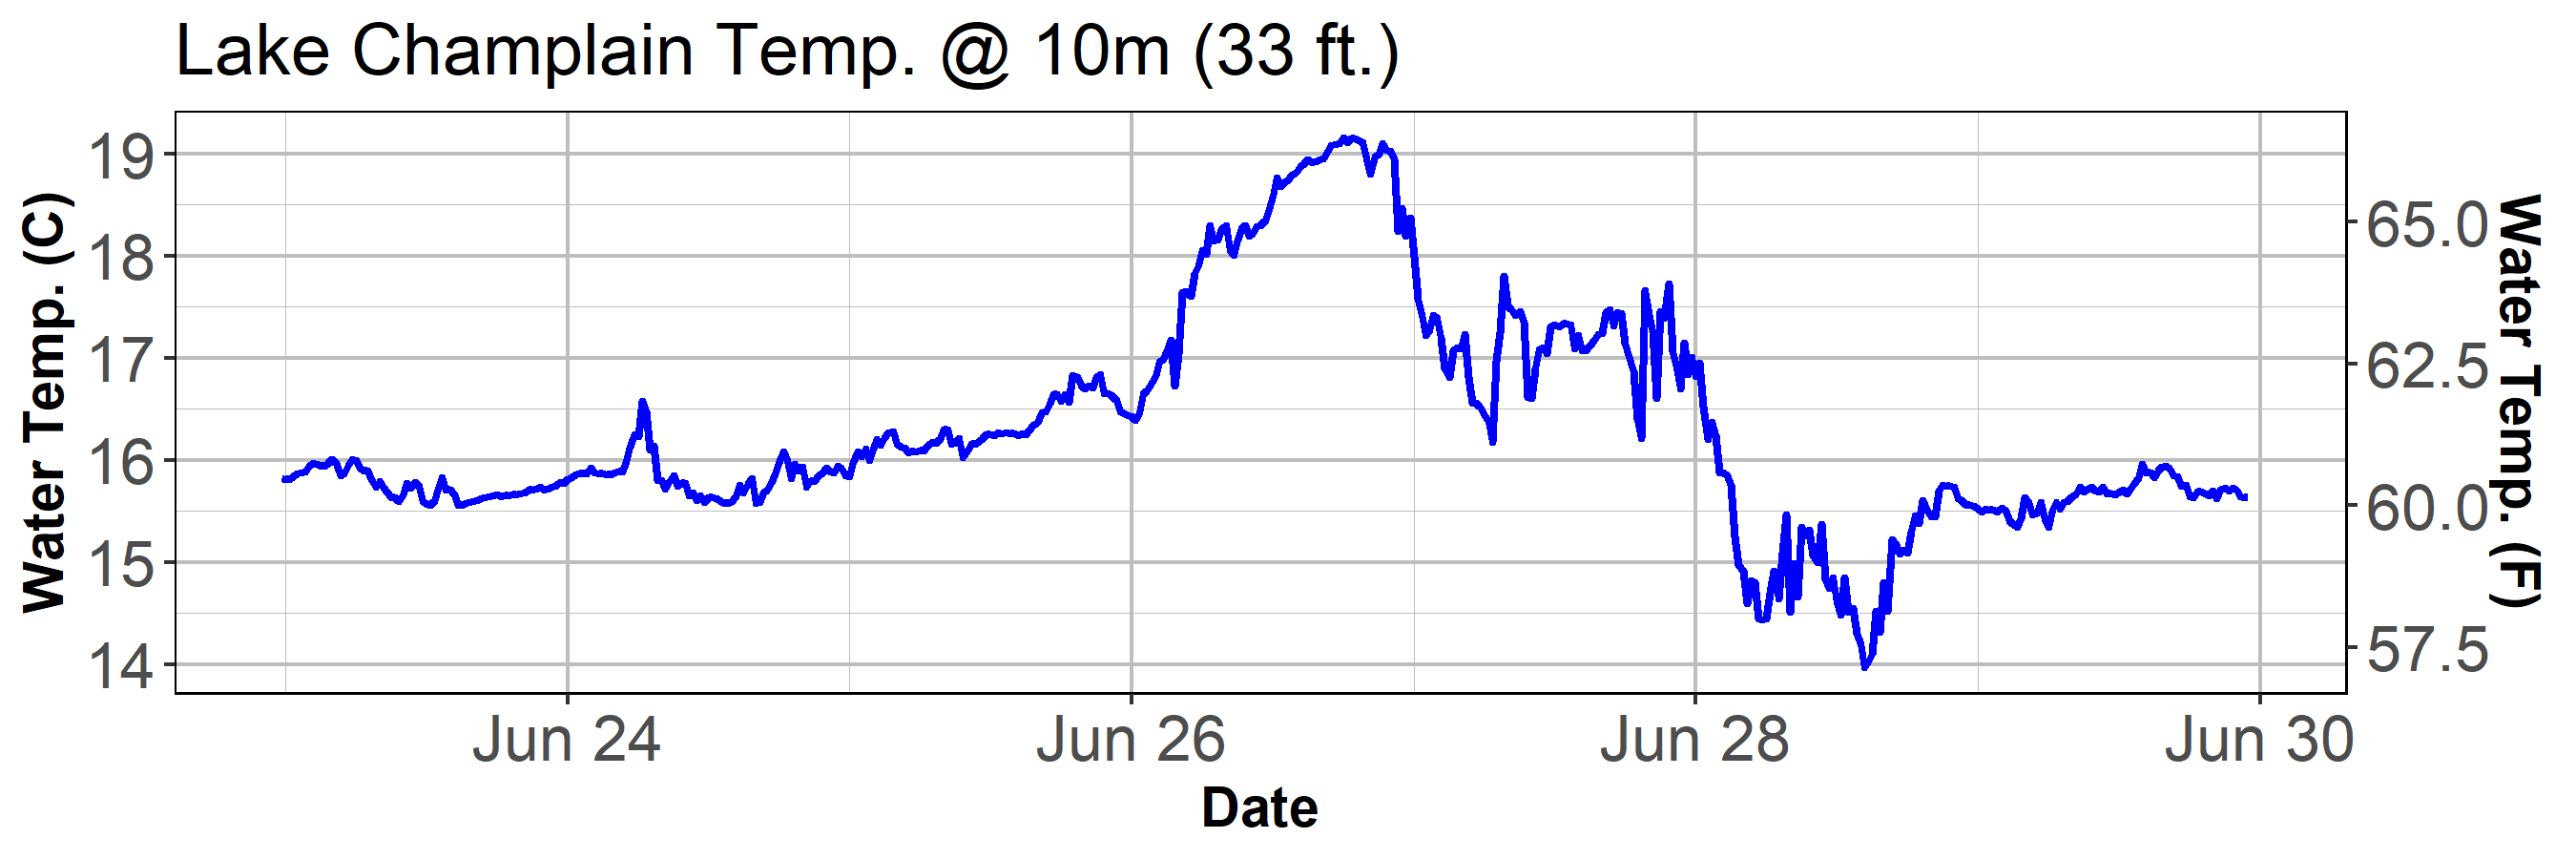 Lake Champlain Temp. @ 10m (33 ft.)
Water Temp. (C)
19
18
17
16
15
14
65.0
62.5
60.0
57.5
Water Temp. (F)
Jun 24 Jun 26 Jun 28 Jun 30
Date